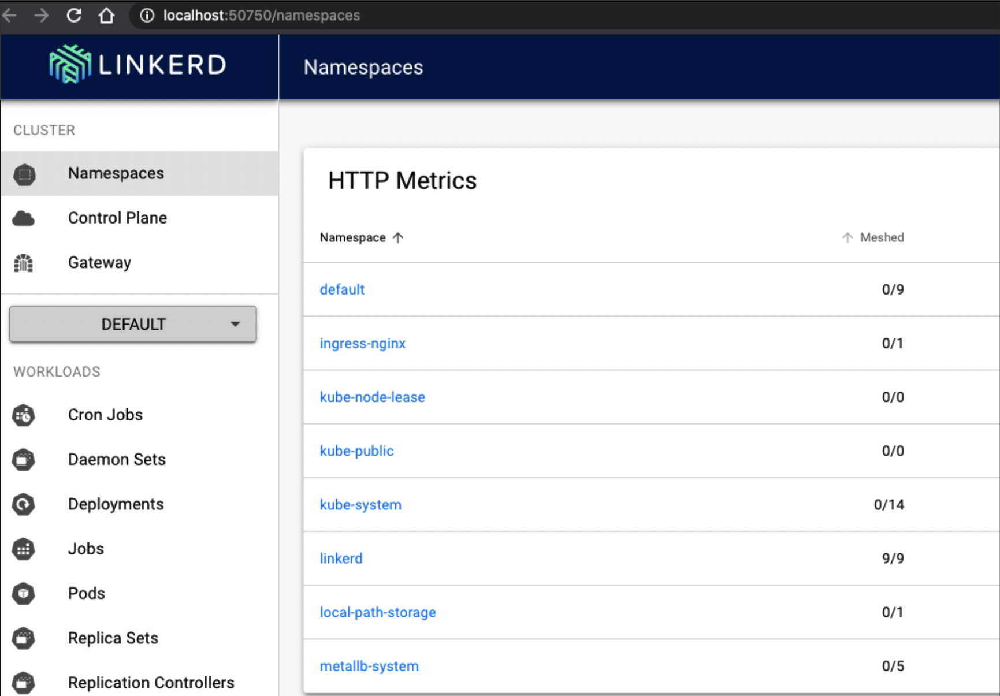 localhost:50750/namespaces
LINKERD
Namespaces
CLUSTER
Namespaces
Control Plane
Gateway
DEFAULT
WORKLOADS
Cron Jobs
Daemon Sets
Deployments
Jobs
Pods
Replica Sets
Replication Controllers
HTTP Metrics
Namespace ↑ ↑ Meshed
default 0/9
ingress-nginx 0/1
kube-node-lease 0/0
kube-public 0/0
kube-system 0/14
linkerd 9/9
local-path-storage 0/1
metallb-system 0/5